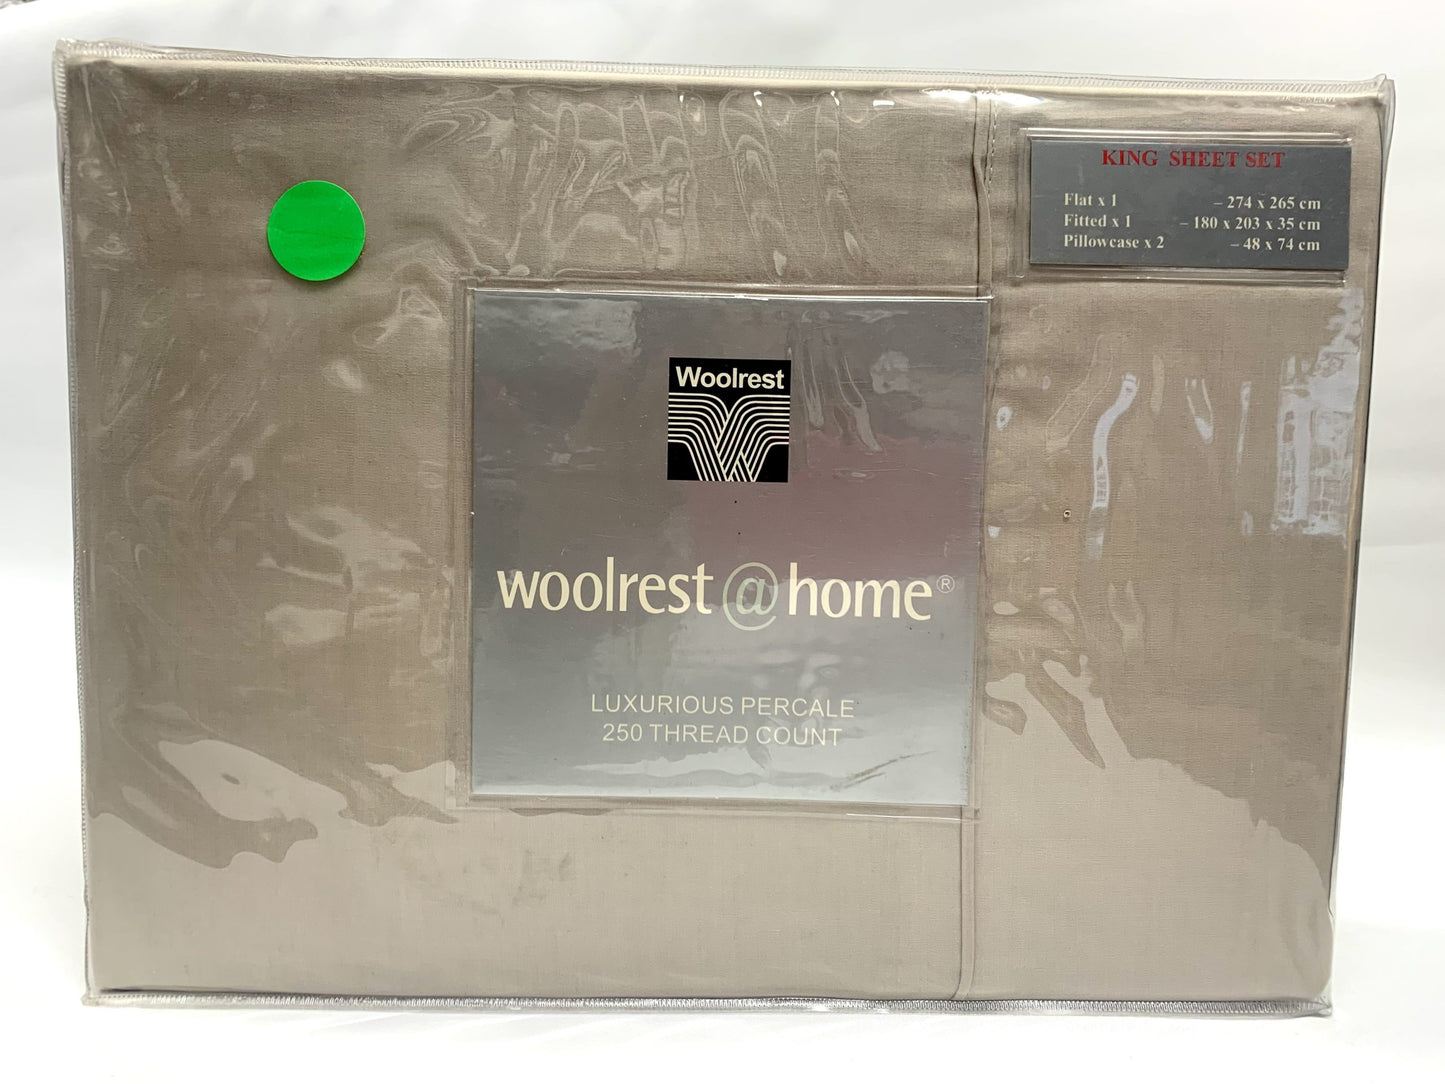 KING SHEET SET
Flat x 1 – 274 x 265 cm
Fitted x 1 – 180 x 203 x 35 cm
Pillowcase x 2 – 48 x 74 cm
Woolrest
woolrest @ home®
LUXURIOUS PERCALE
250 THREAD COUNT